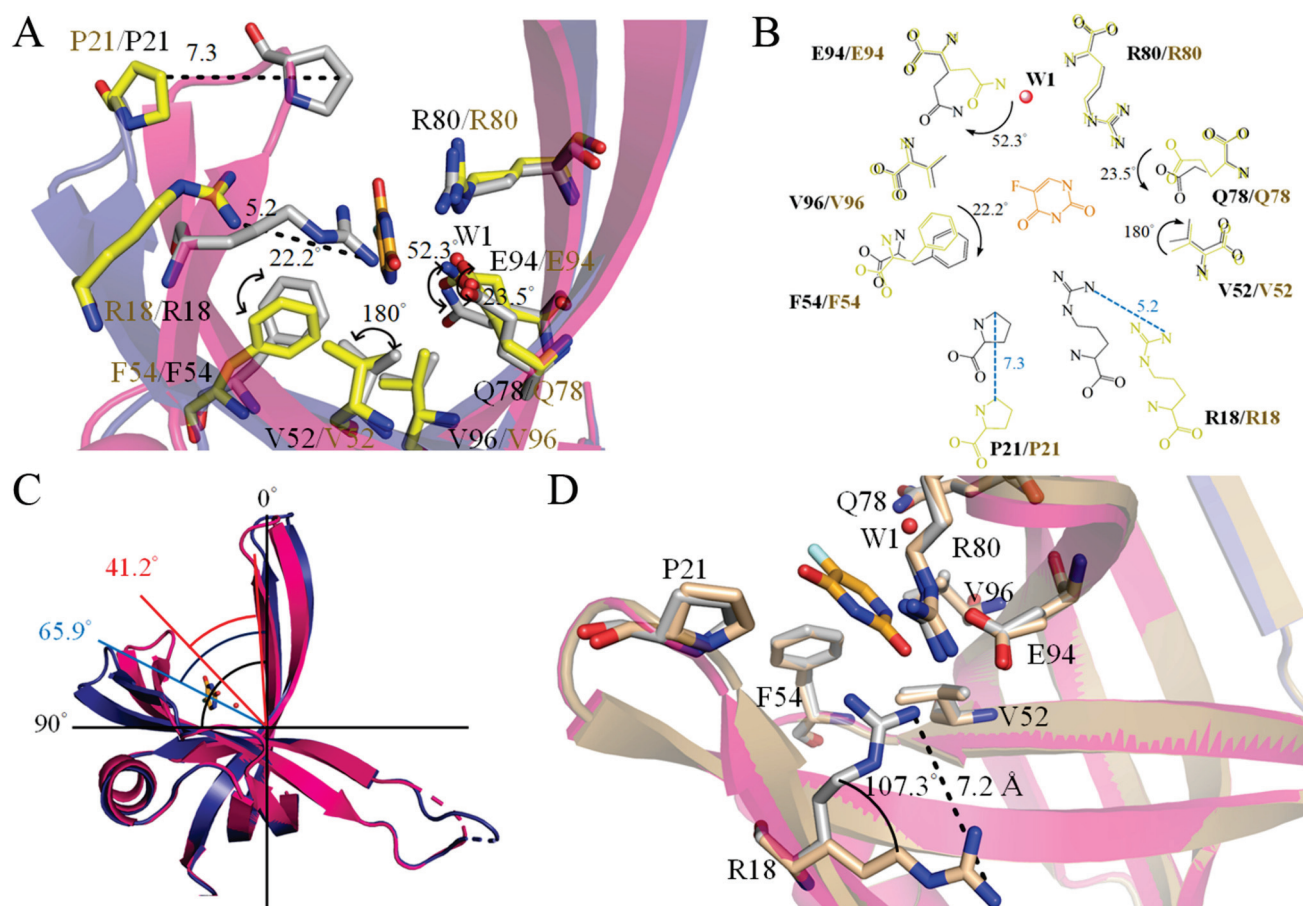 A
P21/P21
7.3
R80/R80
5.2
W1
22.2°
52.3°
E94/E94
R18/R18
23.5°
180°
F54/F54
Q78/Q78
V52/V52
V96/V96
B
E94/E94
R80/R80
W1
52.3°
23.5°
Q78/Q78
V96/V96
22.2°
F
N
O
N
O
180°
F54/F54
V52/V52
5.2
7.3
R18/R18
P21/P21
C
0°
41.2°
65.9°
90°
D
Q78
W1
R80
P21
V96
E94
F54
V52
107.3°
7.2 Å
R18